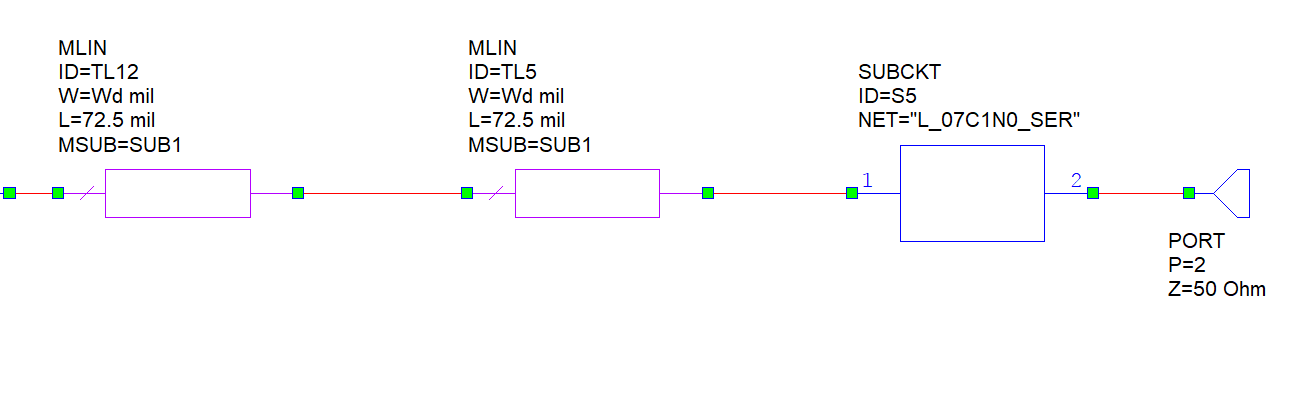 MLIN
ID=TL12
W=Wd mil
L=72.5 mil
MSUB=SUB1
MLIN
ID=TL5
W=Wd mil
L=72.5 mil
MSUB=SUB1
SUBCKT
ID=S5
NET="L_07C1N0_SER"
1
2
PORT
P=2
Z=50 Ohm